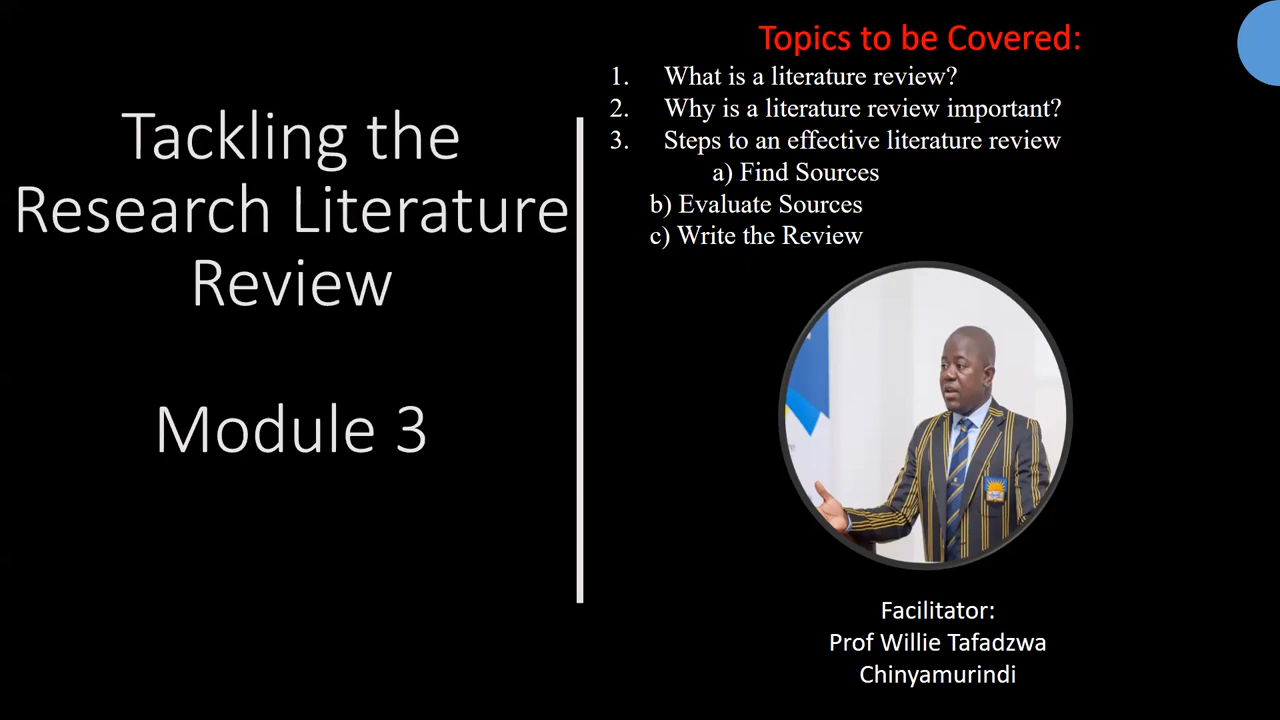 Tackling the
Research Literature
Review
Module 3
Topics to be Covered:
1. What is a literature review?
2. Why is a literature review important?
3. Steps to an effective literature review
a) Find Sources
b) Evaluate Sources
c) Write the Review
Facilitator:
Prof Willie Tafadzwa
Chinyamurindi